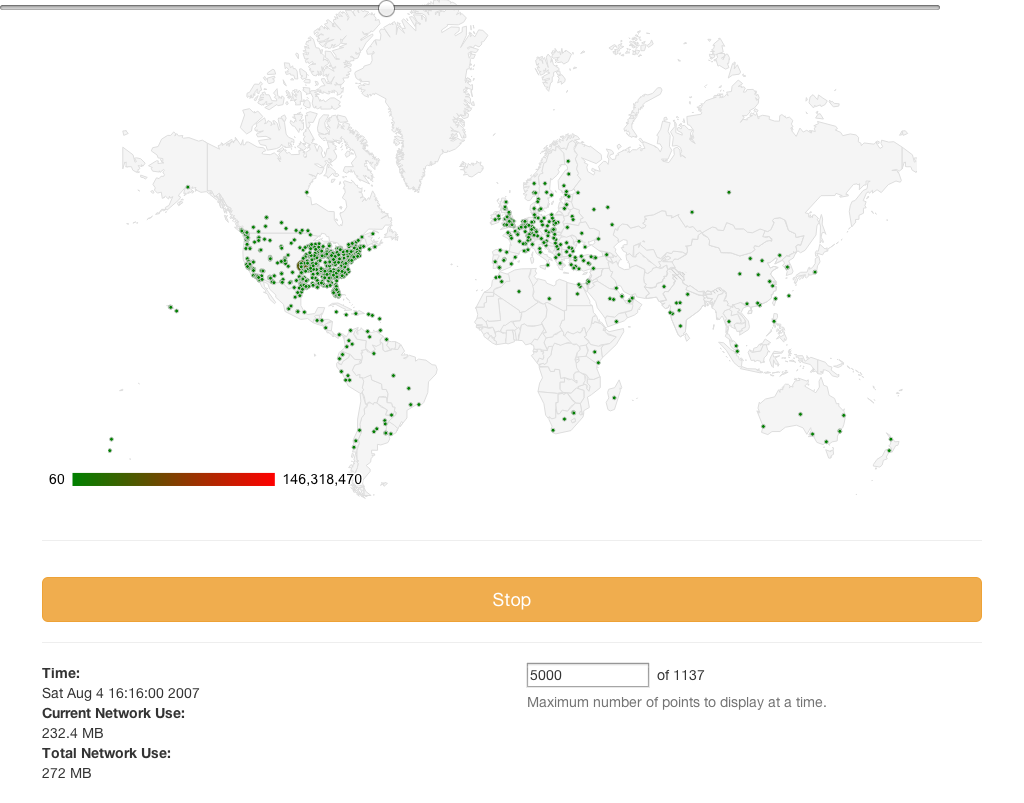 60 146,318,470
Stop
Time:
Sat Aug 4 16:16:00 2007
Current Network Use:
232.4 MB
Total Network Use:
272 MB
5000 of 1137
Maximum number of points to display at a time.